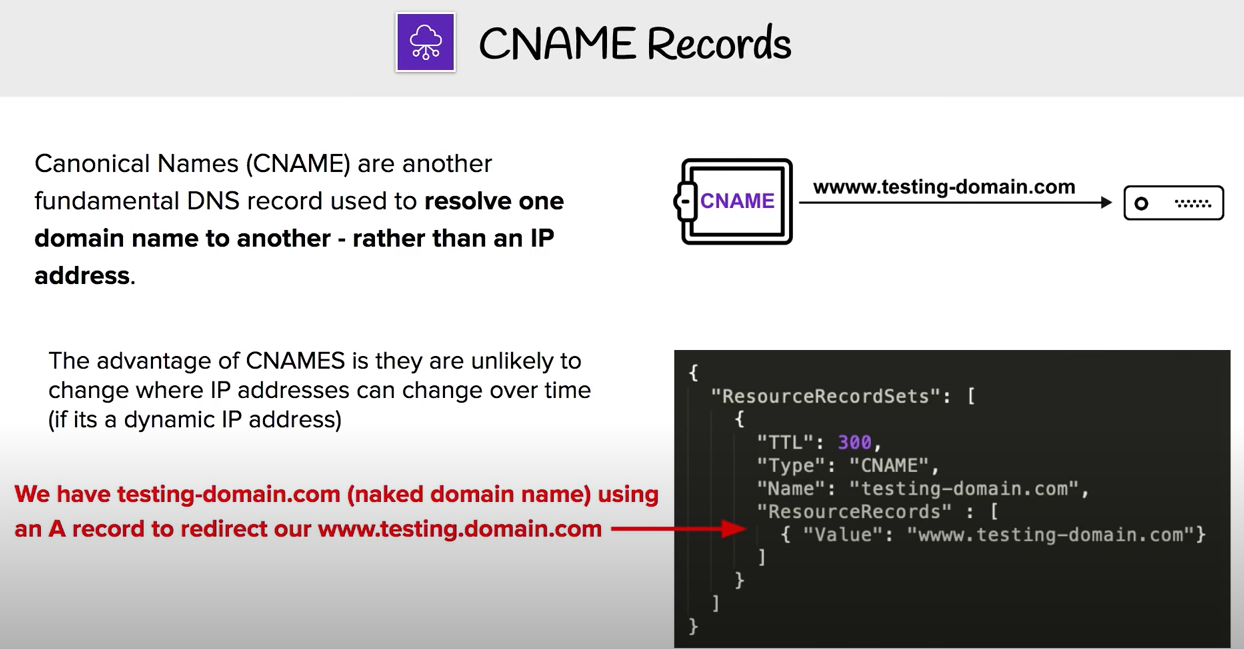 CNAME Records
Canonical Names (CNAME) are another
fundamental DNS record used to resolve one
domain name to another - rather than an IP
address.
CNAME
wwww.testing-domain.com
The advantage of CNAMES is they are unlikely to
change where IP addresses can change over time
(if its a dynamic IP address)
We have testing-domain.com (naked domain name) using
an A record to redirect our www.testing.domain.com
{
"ResourceRecordSets": [
{
"TTL": 300,
"Type": "CNAME",
"Name": "testing-domain.com",
"ResourceRecords" : [
{ "Value": "wwww.testing-domain.com"}
]
}
]
}